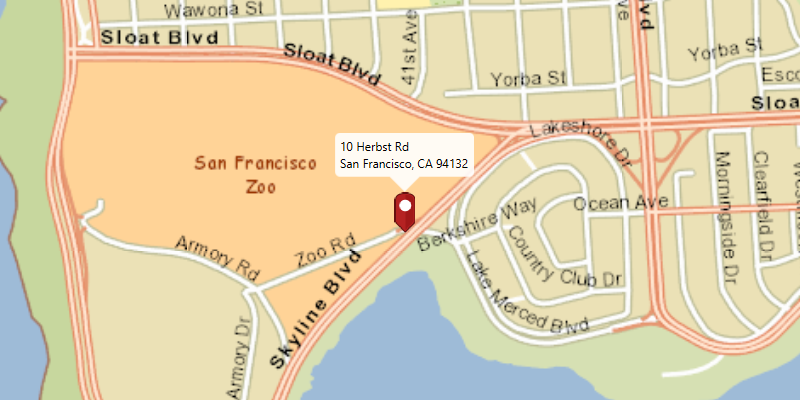 Wawona St
Sloat Blvd
Sloat Blvd
41st Ave
ve
lvd
Yorba St
Yorba St
Esco
Sloa
Lakeshore Dr
10 Herbst Rd
San Francisco, CA 94132
San Francisco
Zoo
Ocean Ave
Morningside Dr
Clearfield Dr
Berkshire Way
Country Club Dr
Lake Merced Blvd
Zoo Rd
Armory Rd
Skyline Blvd
Armory Dr